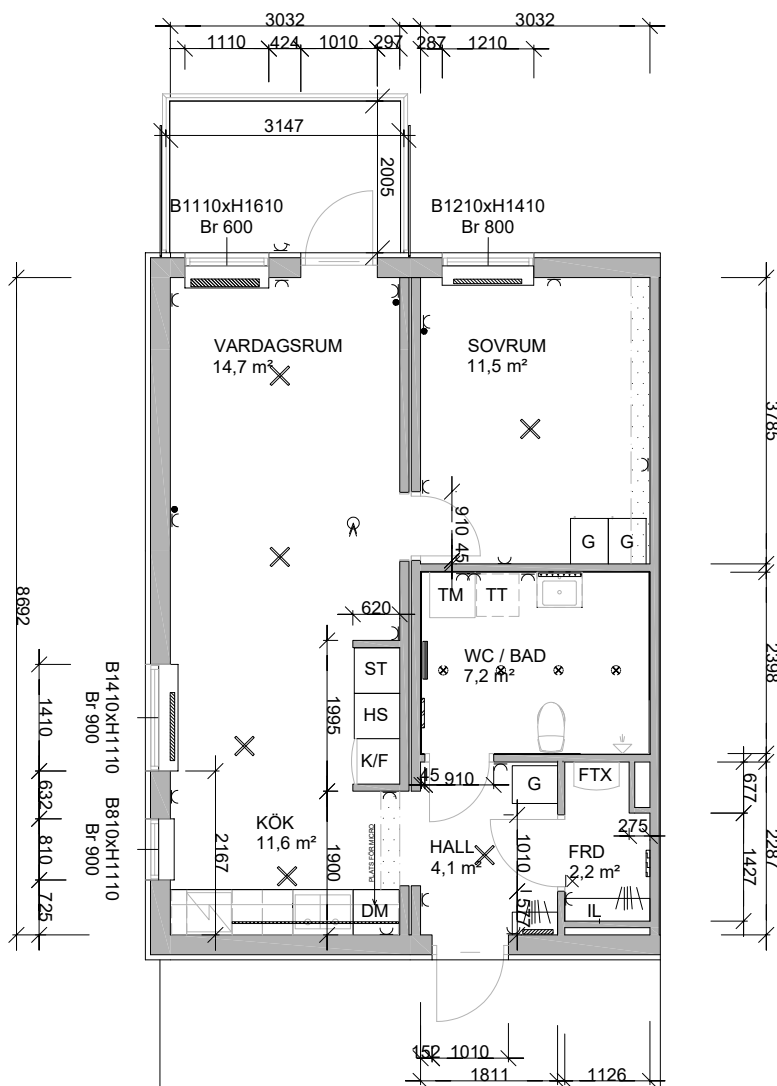 3032 3032
1110 424 1010 297 287 1210
3147
2005
B1110xH1610
Br 600
B1210xH1410
Br 800
VARDAGSRUM
14,7 m²
SOVRUM
11,5 m²
3785
910
45
G G
8692
620
TM TT
WC / BAD
7,2 m²
2398
ST
HS
K/F
1995
B1410xH1110
Br 900
1410
632
B810xH1110
Br 900
810
725
2167
45 910
G
FTX
677
275
KÖK
11,6 m²
PLATS FÖR MICRO
1900
HALL
4,1 m²
1010
FRD
2,2 m²
1427
2287
DM
577
IL
152 1010
1811 1126